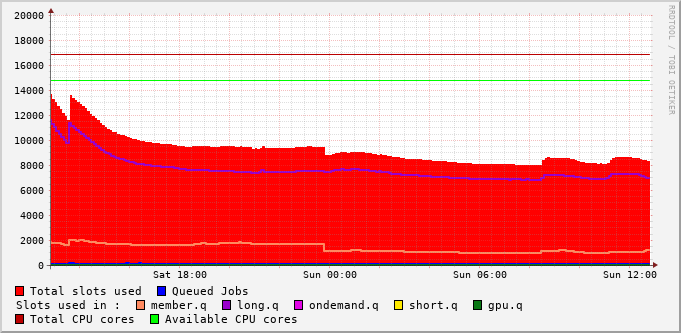 20000
18000
16000
14000
12000
10000
8000
6000
4000
2000
0
Sat 18:00 Sun 00:00 Sun 06:00 Sun 12:00
RRDTOOL / TOBI OETIKER
Total slots used Queued Jobs
Slots used in : member.q long.q ondemand.q short.q gpu.q
Total CPU cores Available CPU cores